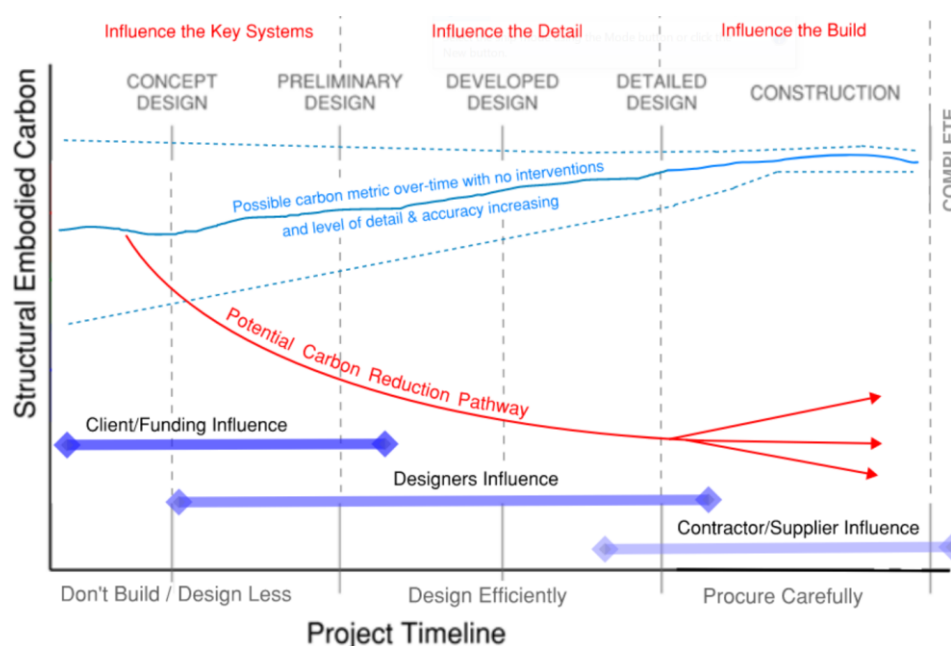 Influence the Key Systems
Influence the Detail
Influence the Build
CONCEPT
DESIGN
PRELIMINARY
DESIGN
DEVELOPED
DESIGN
DETAILED
DESIGN
CONSTRUCTION
COMPLETE
Structural Embodied Carbon
Possible carbon metric over-time with no interventions
and level of detail & accuracy increasing
Potential Carbon Reduction Pathway
Client/Funding Influence
Designers Influence
Contractor/Supplier Influence
Don't Build / Design Less
Design Efficiently
Procure Carefully
Project Timeline